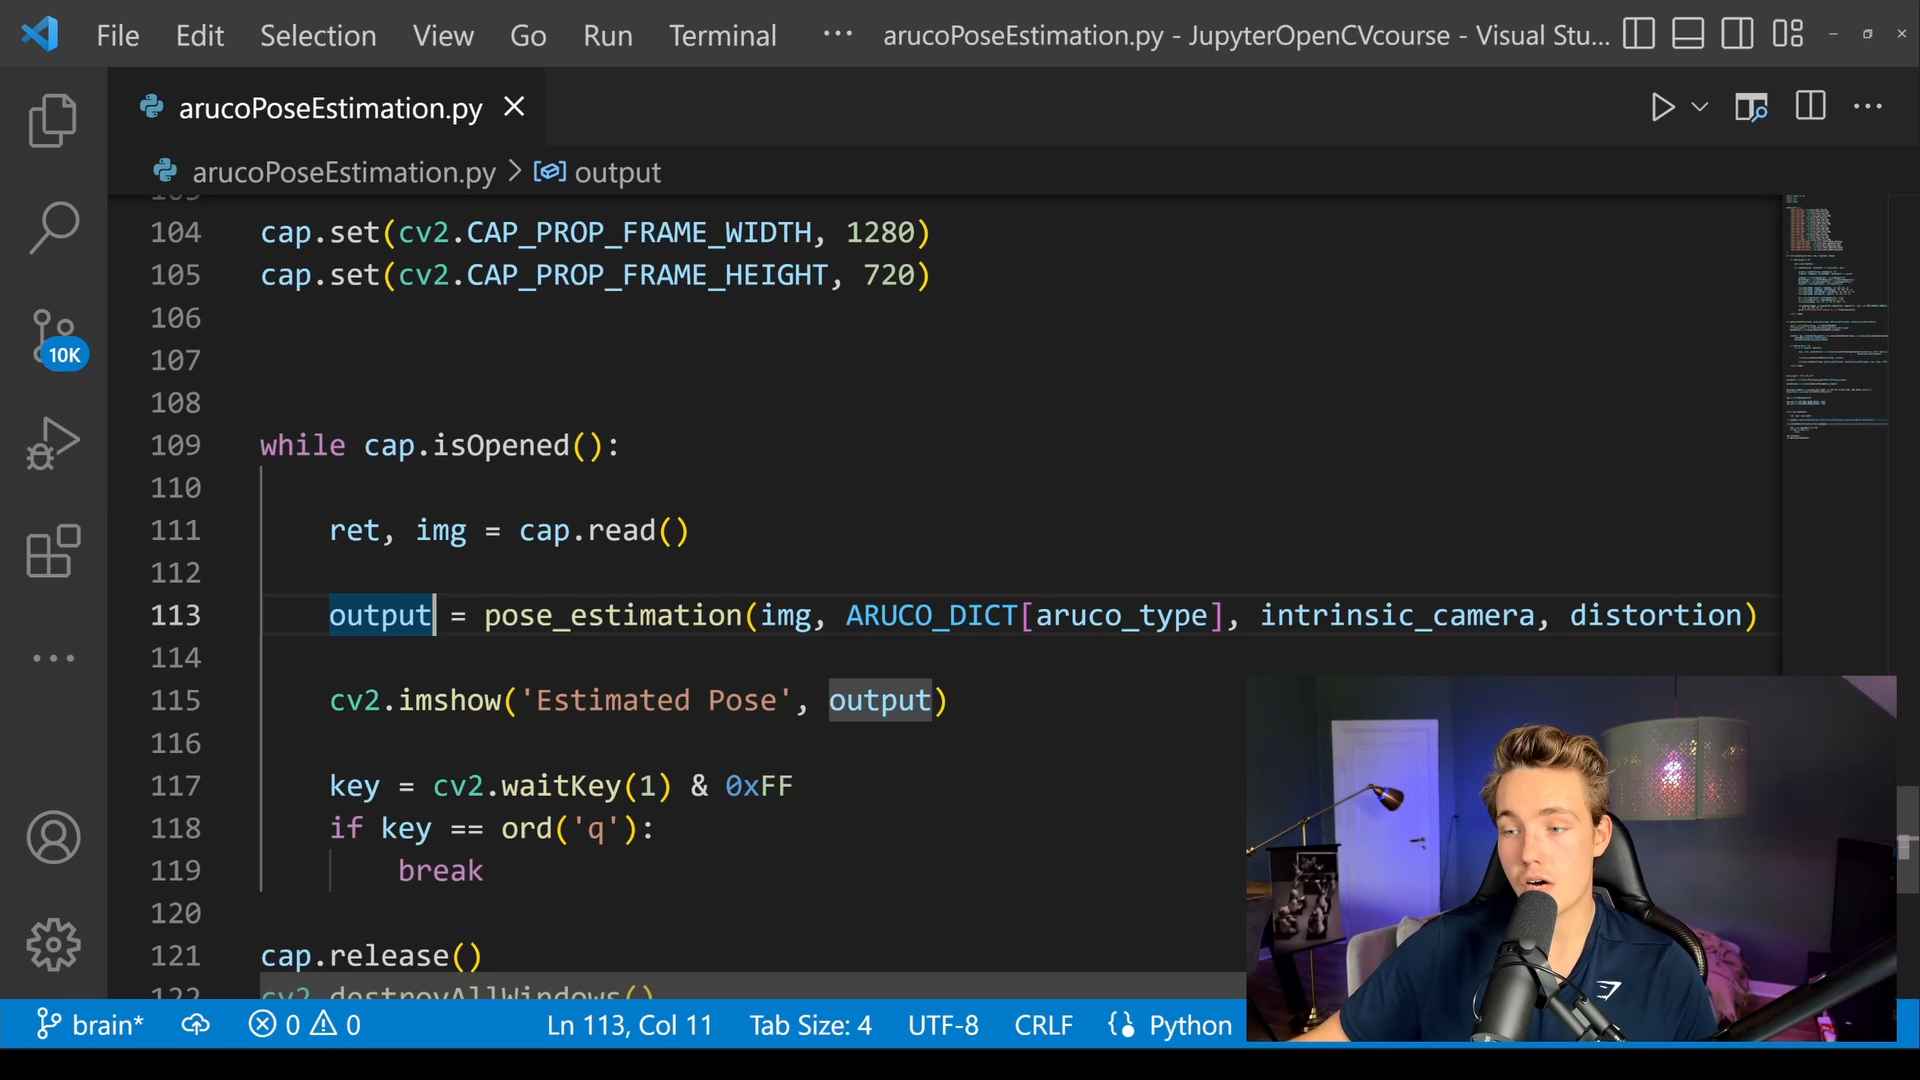 File Edit Selection View Go Run Terminal ··· arucoPoseEstimation.py - JupyterOpenCVcourse - Visual Stu...
arucoPoseEstimation.py
arucoPoseEstimation.py > output
10K
103
104 cap.set(cv2.CAP_PROP_FRAME_WIDTH, 1280)
105 cap.set(cv2.CAP_PROP_FRAME_HEIGHT, 720)
106
107
108
109 while cap.isOpened():
110
111 ret, img = cap.read()
112
113 output = pose_estimation(img, ARUCO_DICT[aruco_type], intrinsic_camera, distortion)
114
115 cv2.imshow('Estimated Pose', output)
116
117 key = cv2.waitKey(1) & 0xFF
118 if key == ord('q'):
119 break
120
121 cap.release()
122 cv2.destroyAllWindows()
brain* 0 0 Ln 113, Col 11 Tab Size: 4 UTF-8 CRLF Python